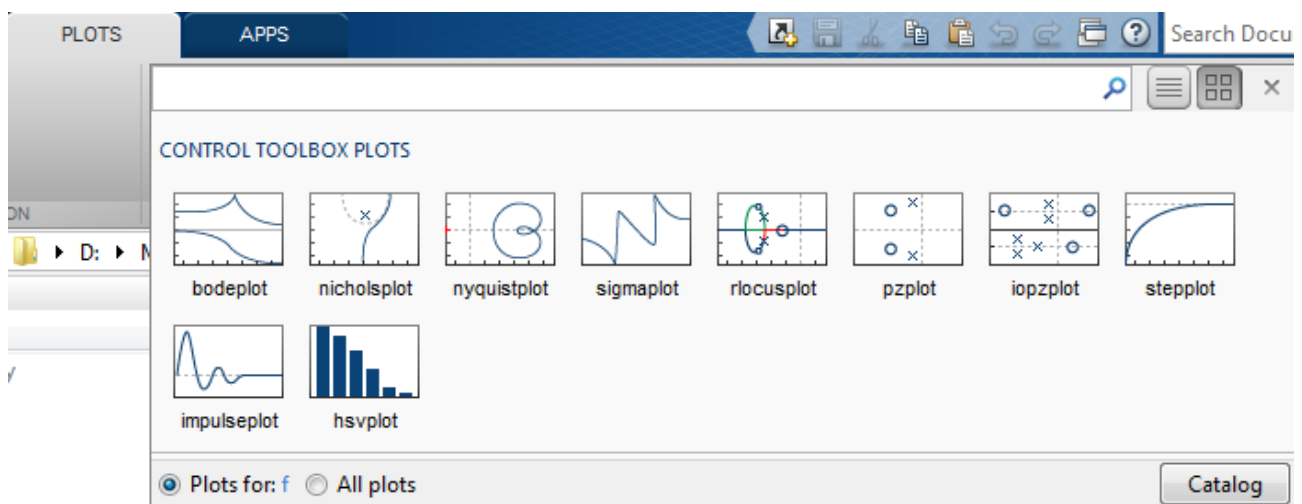 PLOTS APPS Search Docu
CONTROL TOOLBOX PLOTS
ON
D: M
bodeplot nicholsplot nyquistplot sigmaplot rlocusplot pzplot iopzplot stepplot
y
impulseplot hsvplot
Plots for: f All plots Catalog